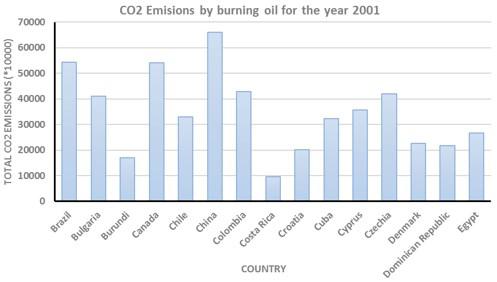 CO2 Emisions by burning oil for the year 2001
TOTAL CO2 EMISSIONS (*10000)
70000
60000
50000
40000
30000
20000
10000
0
Brazil
Bulgaria
Burundi
Canada
Chile
China
Colombia
Costa Rica
Croatia
Cuba
Cyprus
Czechia
Denmark
Dominican Republic
Egypt
COUNTRY